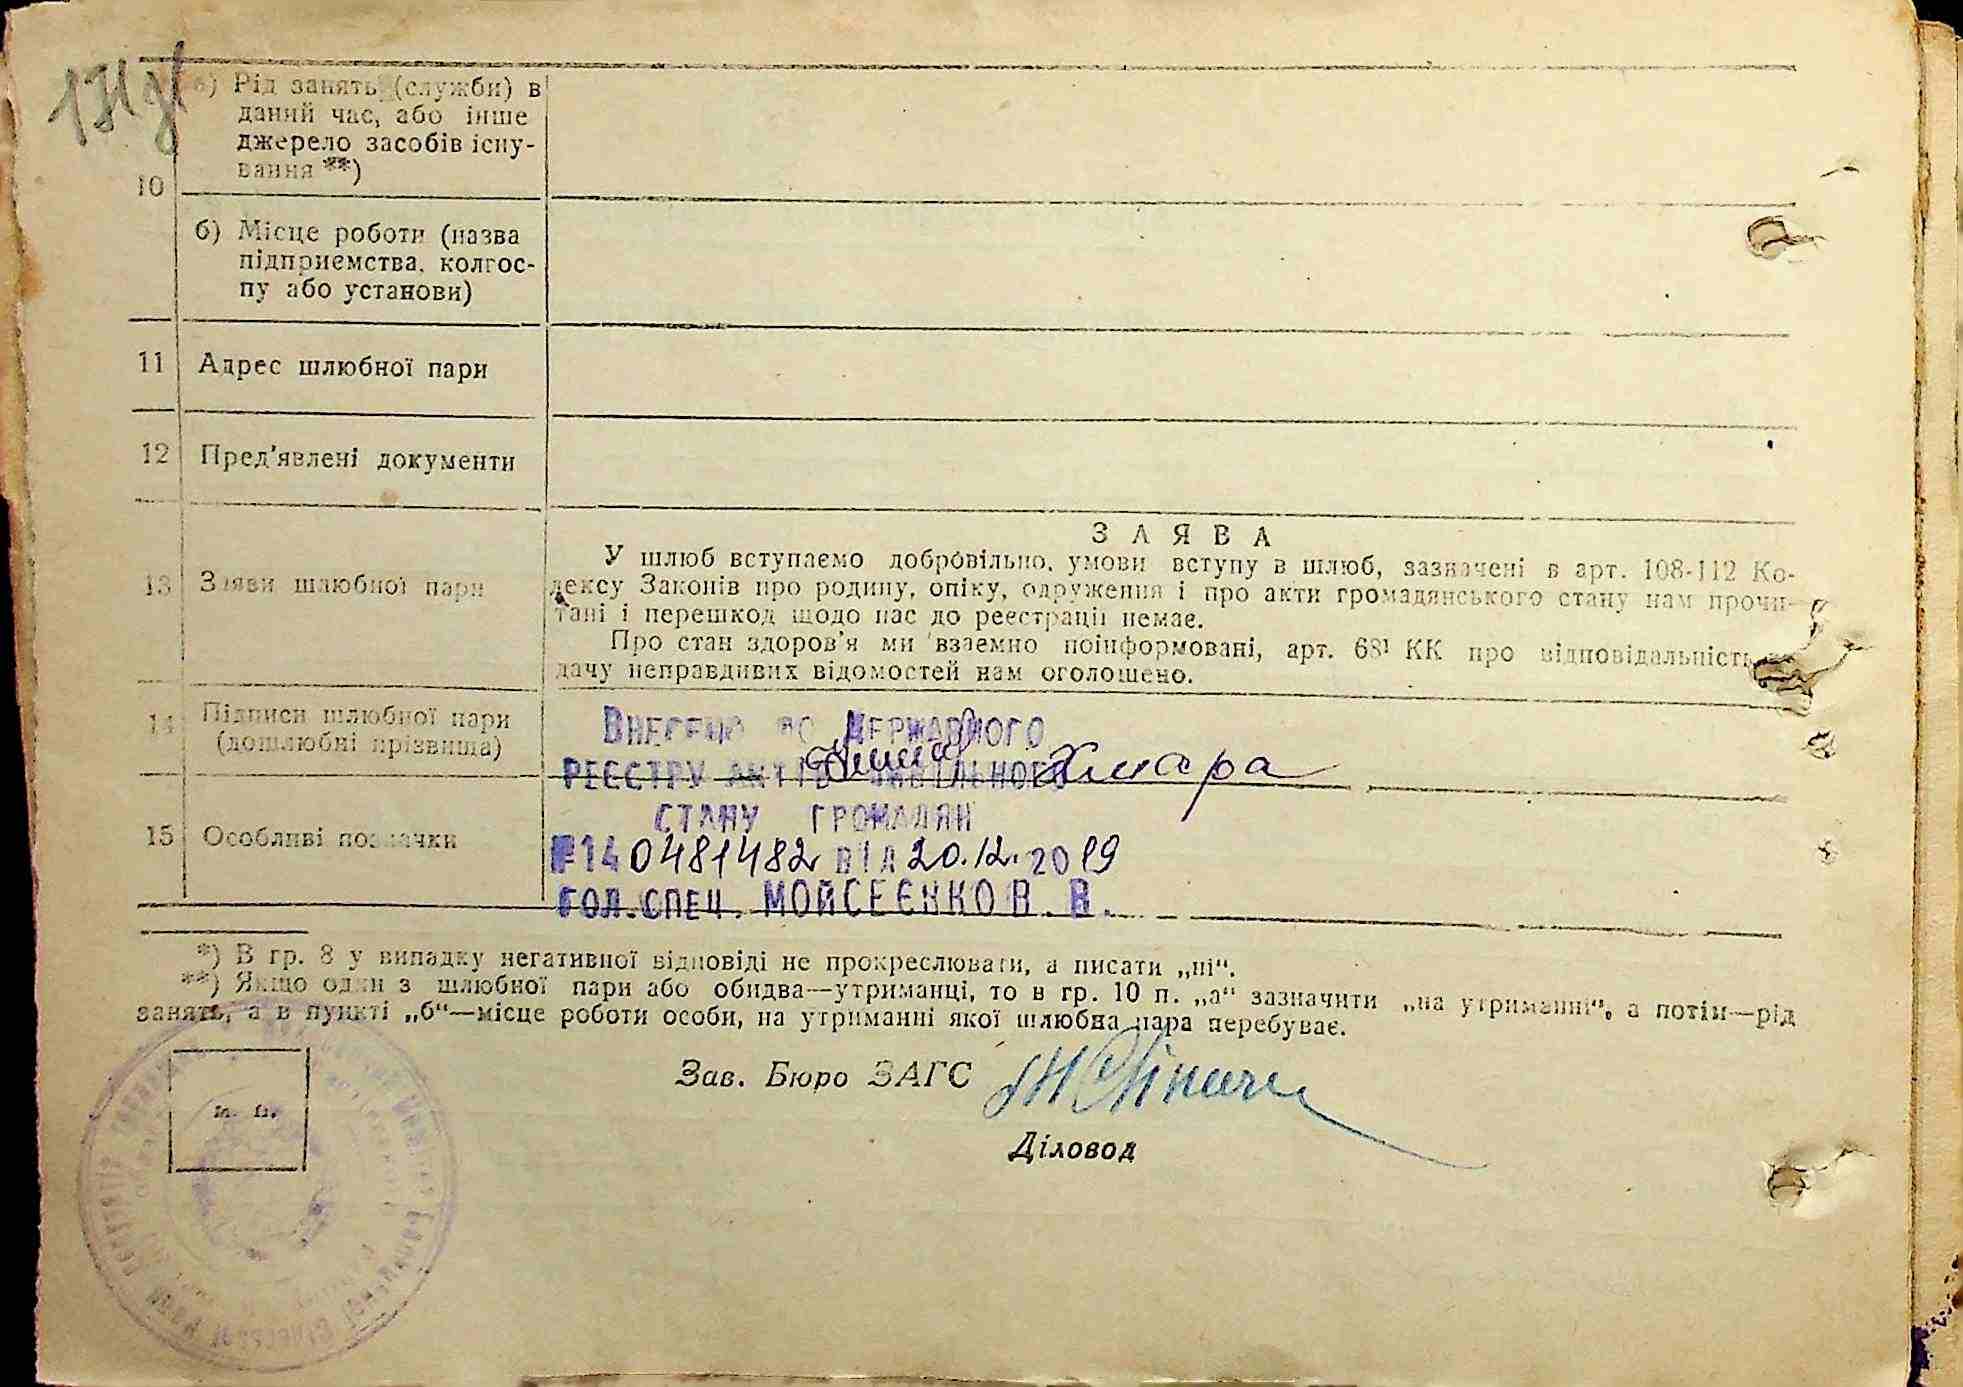 а) Рід занять (служби) в
даний час, або інше
джерело засобів існу-
вання **)
10
б) Місце роботи (назва
підприємства, колгос-
пу або установи)
11 Адрес шлюбної пари
12 Пред'явлені документи
ЗАЯВА
13 Заяви шлюбної пари
У шлюб вступаємо добровільно, умови вступу в шлюб, зазначені в арт. 108-112 Ко-
дексу Законів про родину, опіку, одруження і про акти громадянського стану нам прочи-
тані і перешкод щодо нас до реєстрації немає.
Про стан здоров'я ми взаємно поінформовані, арт. 68¹ КК про відповідальність
дачу неправдивих відомостей нам оголошено.
14 Підписи шлюбної пари
(дошлюбні прізвища)
Внесено до Державного
реєстру актів цивільного
Хмара
стану громадян
15 Особливі позначки
№14 0481482 від 20.12.2019
гол.спец. Мойсеєнко В.В.
*) В гр. 8 у випадку негативної відповіді не прокреслювати, а писати „ні“.
**) Якщо один з шлюбної пари або обидва—утриманці, то в гр. 10 п. „а“ зазначити „на утриманні“, а потім—рід
занять, а в пункті „б“—місце роботи особи, на утриманні якої шлюбна пара перебуває.
Зав. Бюро ЗАГС
м. п.
Діловод